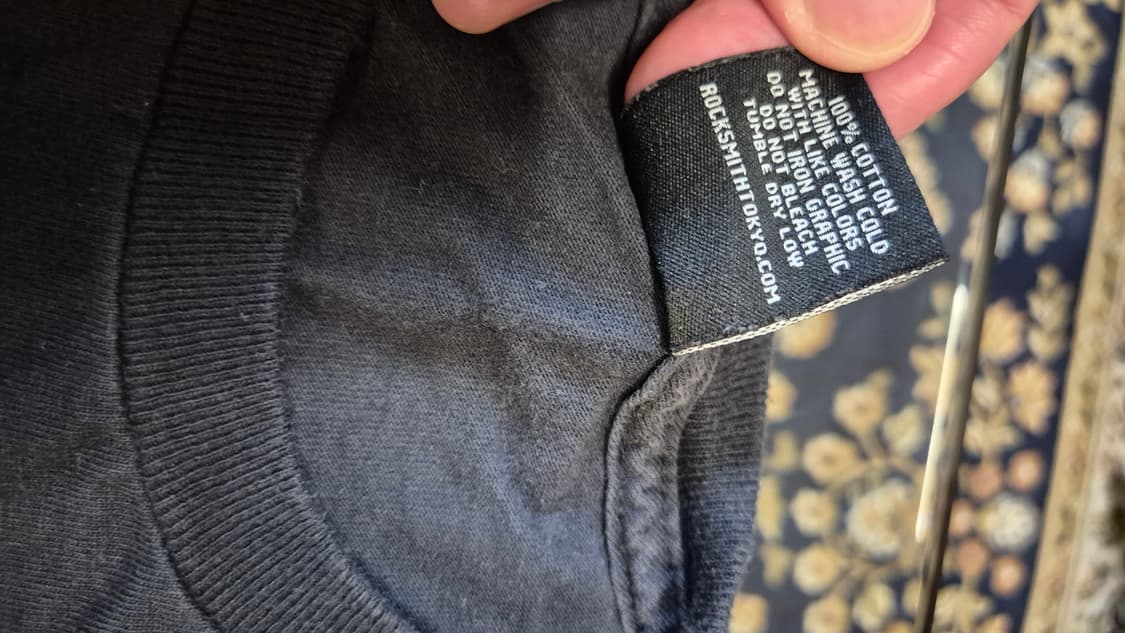 100% COTTON
MACHINE WASH COLD
WITH LIKE COLORS
DO NOT IRON GRAPHIC
DO NOT BLEACH
TUMBLE DRY LOW
ROCKSMITHTOKYO.COM